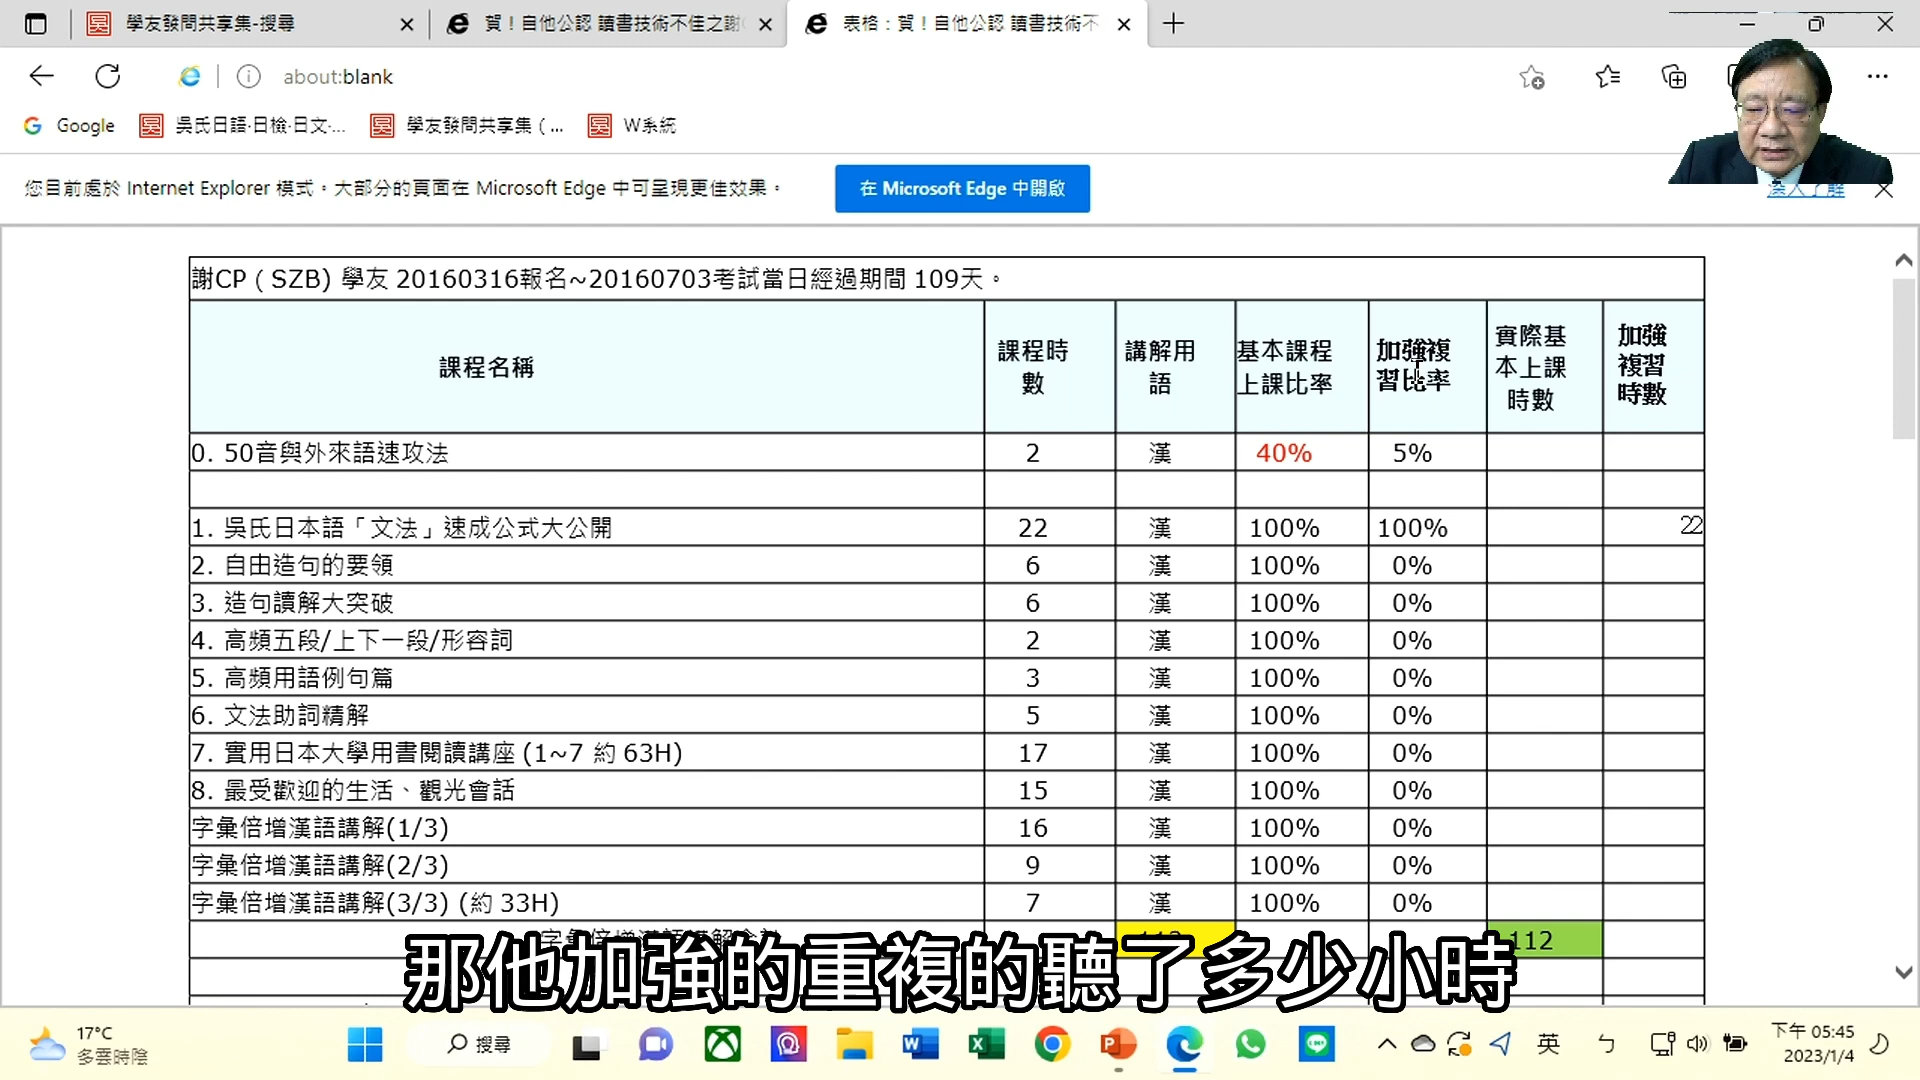 學友發問共享集-搜尋
賀！自他公認 讀書技術不佳之謝
表格：賀！自他公認 讀書技術不
about:blank
Google
吳氏日語·日檢·日文·...
學友發問共享集 ( ...
W系統
您目前處於 Internet Explorer 模式。大部分的頁面在 Microsoft Edge 中可呈現更佳效果。
在 Microsoft Edge 中開啟
深入了解
謝CP ( SZB) 學友 20160316報名~20160703考試當日經過期間 109天。
課程名稱 課程時數 講解用語 基本課程上課比率 加強複習比率 實際基本上課時數 加強複習時數
0. 50音與外來語速攻法 2 漢 40% 5%
1. 吳氏日本語「文法」速成公式大公開 22 漢 100% 100% 22
2. 自由造句的要領 6 漢 100% 0%
3. 造句讀解大突破 6 漢 100% 0%
4. 高頻五段/上下一段/形容詞 2 漢 100% 0%
5. 高頻用語例句篇 3 漢 100% 0%
6. 文法助詞精解 5 漢 100% 0%
7. 實用日本大學用書閱讀講座 (1~7 約 63H) 17 漢 100% 0%
8. 最受歡迎的生活、觀光會話 15 漢 100% 0%
字彙倍增漢語講解(1/3) 16 漢 100% 0%
字彙倍增漢語講解(2/3) 9 漢 100% 0%
字彙倍增漢語講解(3/3) (約 33H) 7 漢 100% 0%
112
那他加強的重複的聽了多少小時
17°C
多雲時陰
搜尋
英
ㄅ
下午 05:45
2023/1/4